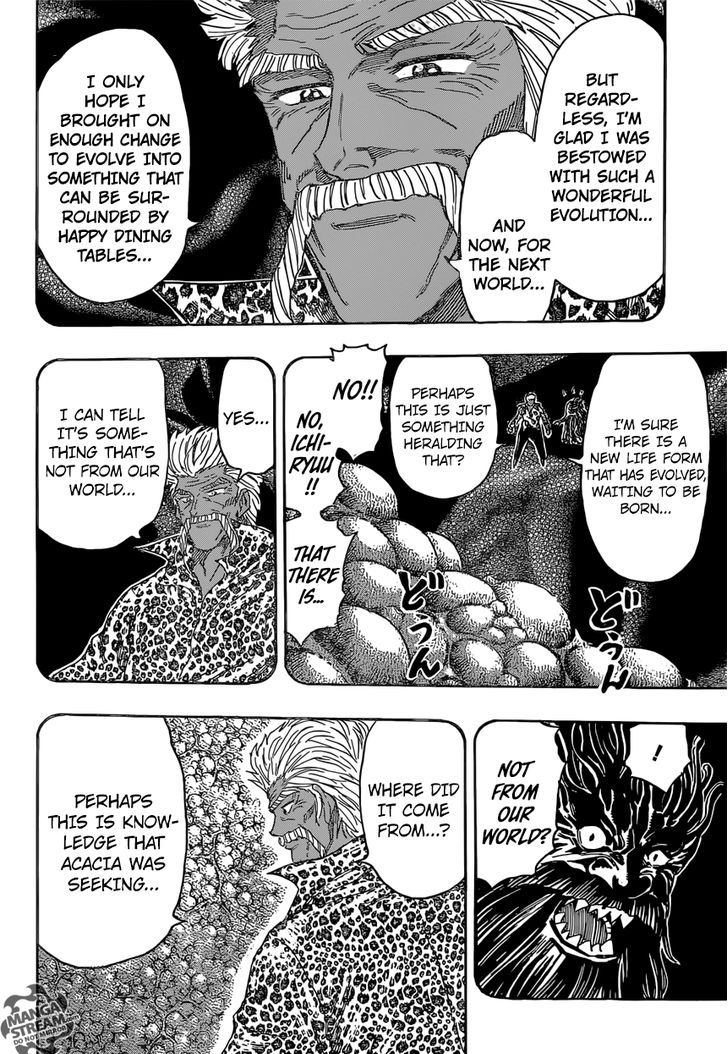 BUT
REGARD-
LESS, I'M
GLAD I WAS
BESTOWED
WITH SUCH A
WONDERFUL
EVOLUTION...
AND
NOW, FOR
THE NEXT
WORLD...
I ONLY
HOPE I
BROUGHT ON
ENOUGH CHANGE
TO EVOLVE INTO
SOMETHING THAT
CAN BE SUR-
ROUNDED BY
HAPPY DINING
TABLES...
I'M SURE
THERE IS A
NEW LIFE FORM
THAT HAS EVOLVED,
WAITING TO BE
BORN...
PERHAPS
THIS IS JUST
SOMETHING
HERALDING
THAT?
NO!!
NO,
ICHI-
RYUU
!!
THAT
THERE
IS...
どうん
どうん
YES...
I CAN TELL
IT'S SOME-
THING THAT'S
NOT FROM OUR
WORLD...
!
NOT
FROM
OUR
WORLD?
WHERE DID
IT COME
FROM...?
PERHAPS
THIS IS KNOW-
LEDGE THAT
ACACIA WAS
SEEKING...
MANGA
STREAM
DO NOT MIRROR